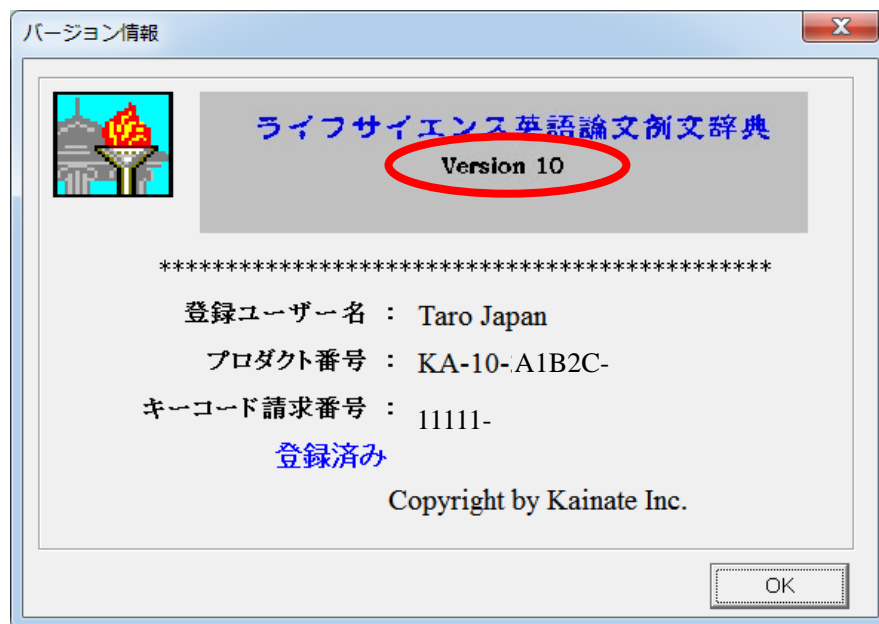 バージョン情報
ライフサイエンス英語論文例文辞典
Version 10
**********************************************
登録ユーザー名 : Taro Japan
プロダクト番号 : KA-10-A1B2C-
キーコード請求番号 : 11111-
登録済み
Copyright by Kainate Inc.
OK